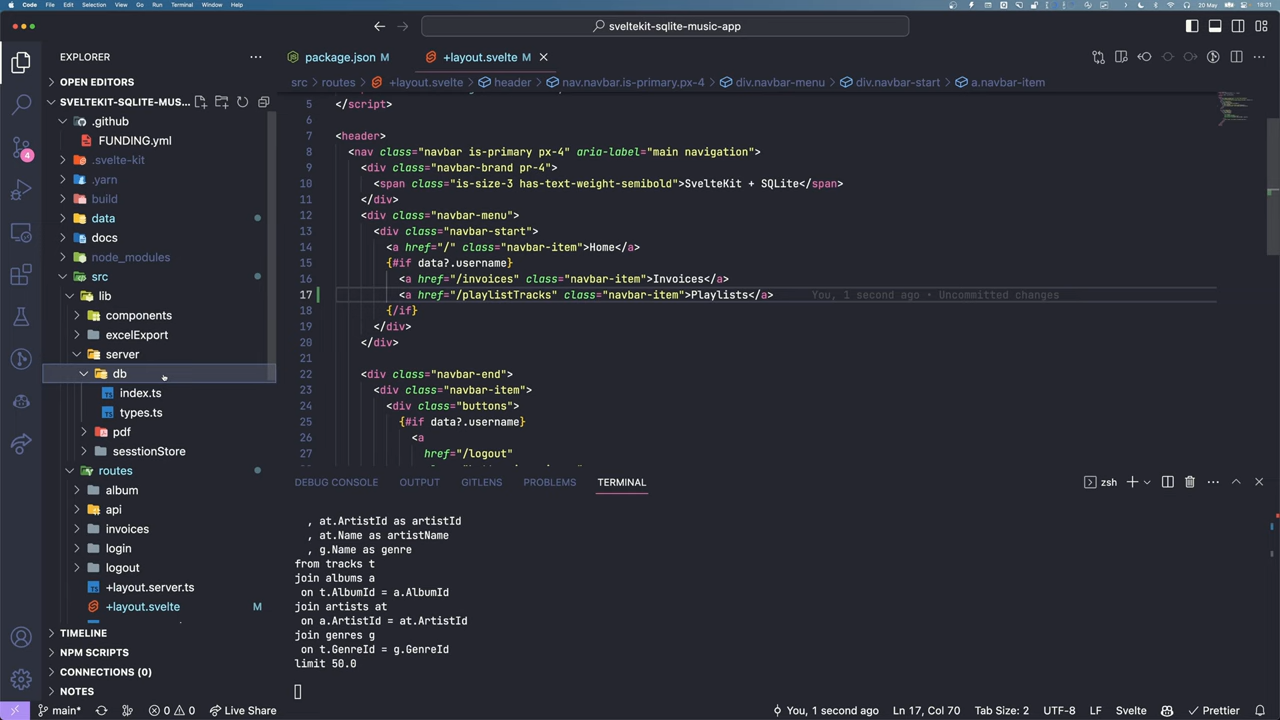 Code File Edit Selection View Go Run Terminal Window Help
20 May 18:01
sveltekit-sqlite-music-app
EXPLORER
OPEN EDITORS
SVELTEKIT-SQLITE-MUS...
.github
FUNDING.yml
.svelte-kit
.yarn
build
data
docs
node_modules
src
lib
components
excelExport
server
db
index.ts
types.ts
pdf
sesstionStore
routes
album
api
invoices
login
logout
+layout.server.ts
+layout.svelte M
TIMELINE
NPM SCRIPTS
CONNECTIONS (0)
NOTES
4
package.json M
+layout.svelte M
src > routes > +layout.svelte > header > nav.navbar.is-primary.px-4 > div.navbar-menu > div.navbar-start > a.navbar-item
5 </script>
6
7 <header>
8 <nav class="navbar is-primary px-4" aria-label="main navigation">
9 <div class="navbar-brand pr-4">
10 <span class="is-size-3 has-text-weight-semibold">SvelteKit + SQLite</span>
11 </div>
12 <div class="navbar-menu">
13 <div class="navbar-start">
14 <a href="/" class="navbar-item">Home</a>
15 {#if data?.username}
16 <a href="/invoices" class="navbar-item">Invoices</a>
17 <a href="/playlistTracks" class="navbar-item">Playlists</a> You, 1 second ago • Uncommitted changes
18 {/if}
19 </div>
20 </div>
21
22 <div class="navbar-end">
23 <div class="navbar-item">
24 <div class="buttons">
25 {#if data?.username}
26 <a
27 href="/logout"
DEBUG CONSOLE OUTPUT GITLENS PROBLEMS TERMINAL
zsh
, at.ArtistId as artistId
, at.Name as artistName
, g.Name as genre
from tracks t
join albums a
on t.AlbumId = a.AlbumId
join artists at
on a.ArtistId = at.ArtistId
join genres g
on t.GenreId = g.GenreId
limit 50.0
main* 0 0 Live Share
You, 1 second ago Ln 17, Col 70 Tab Size: 2 UTF-8 LF Svelte Prettier